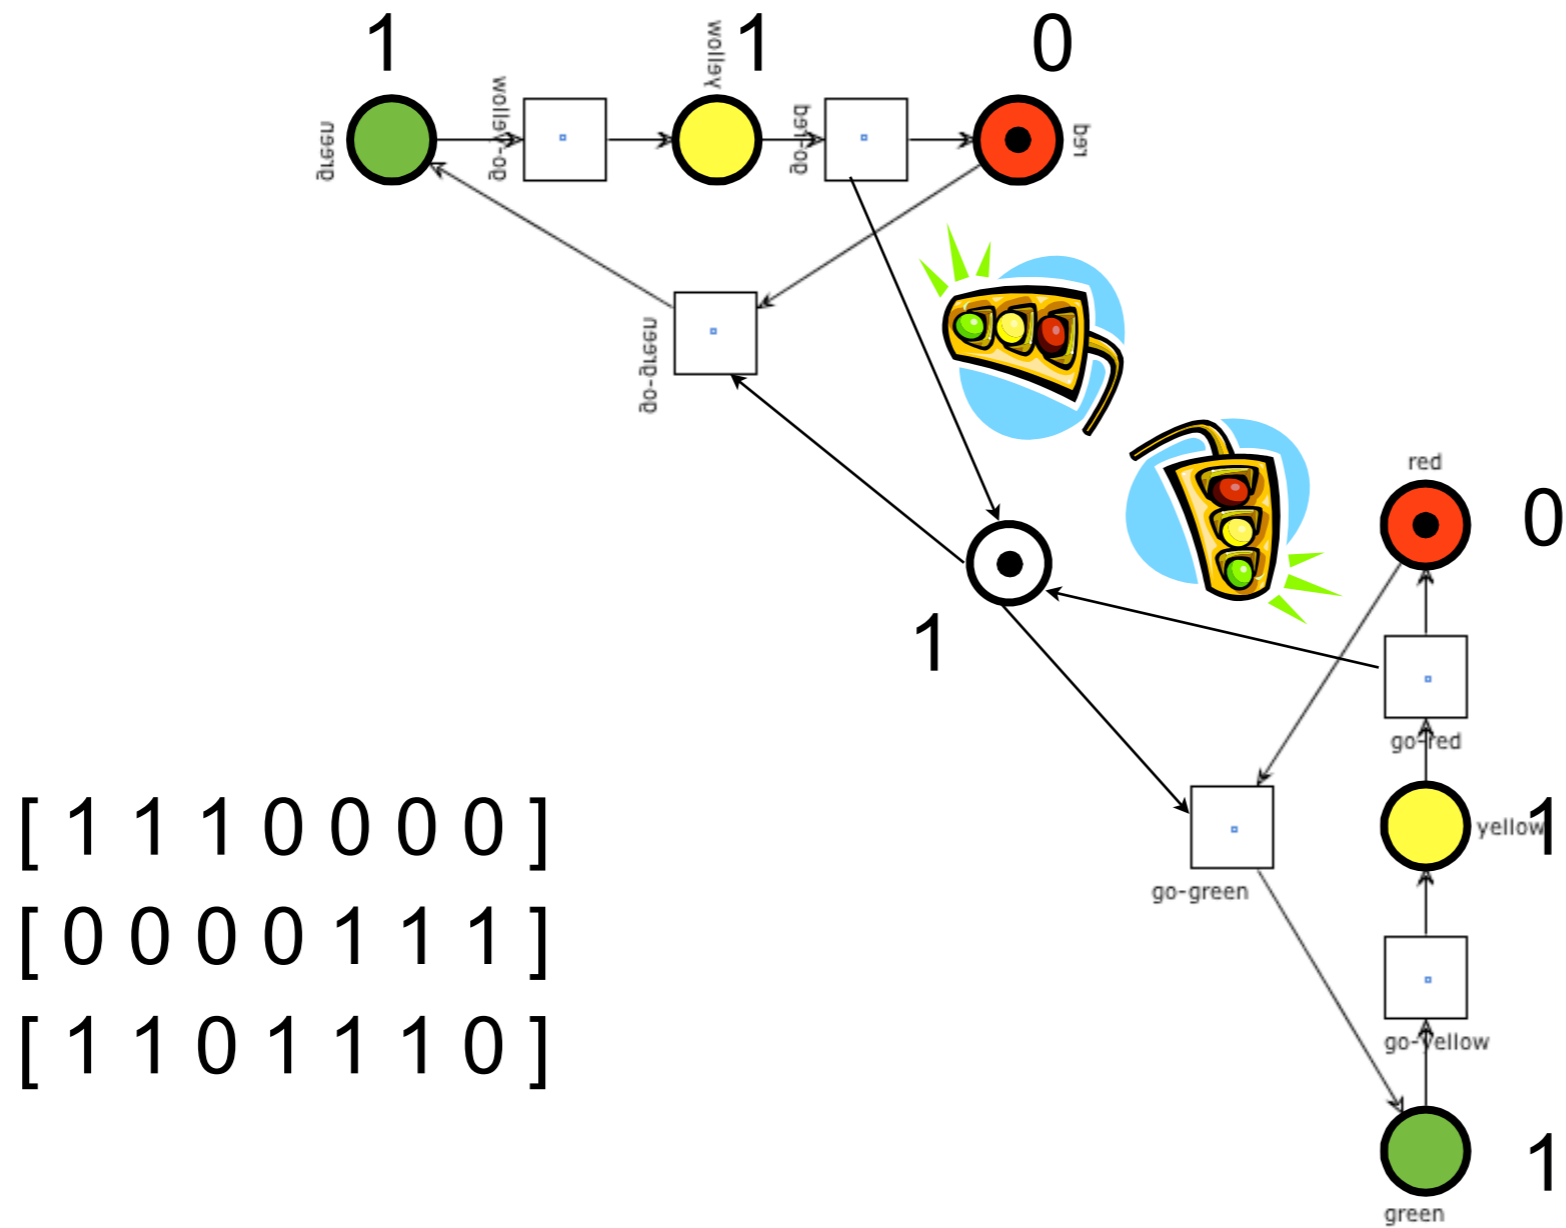 1 1 0
yellow
green
go-yellow
go-red
red
go-green
red
0
1
go-red
yellow 1
go-green
go-yellow
1
green
[ 1 1 1 0 0 0 0 ]
[ 0 0 0 0 1 1 1 ]
[ 1 1 0 1 1 1 0 ]